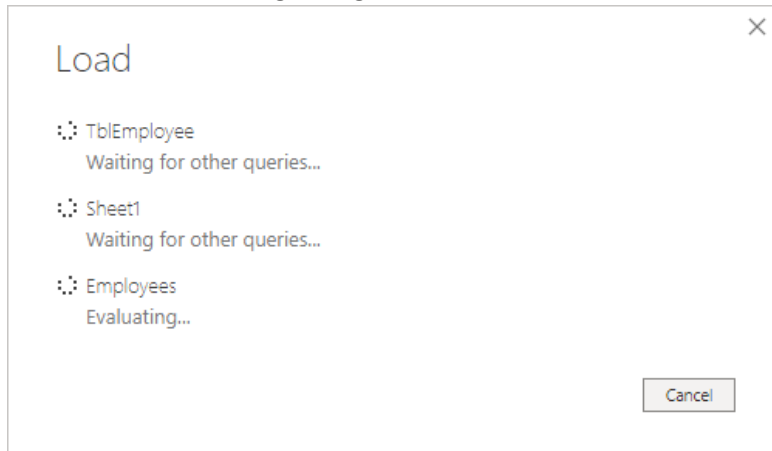 Load
TblEmployee
Waiting for other queries...
Sheet1
Waiting for other queries...
Employees
Evaluating...
Cancel